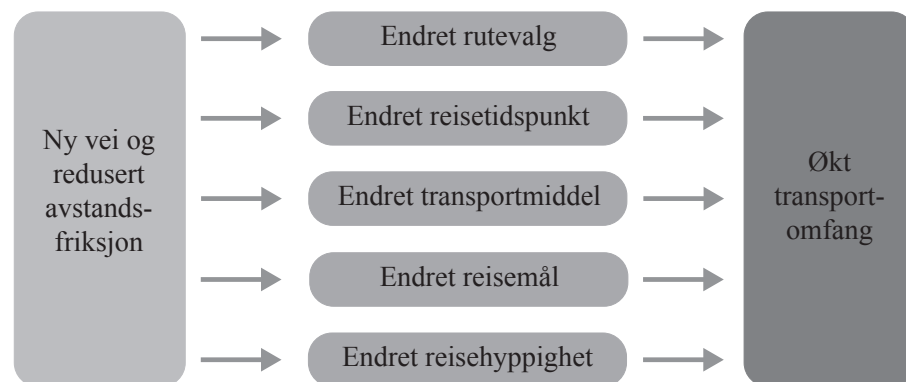 Ny vei og
redusert
avstands-
friksjon
Endret rutevalg
Endret reisetidspunkt
Endret transportmiddel
Endret reisemål
Endret reisehyppighet
Økt
transport-
omfang